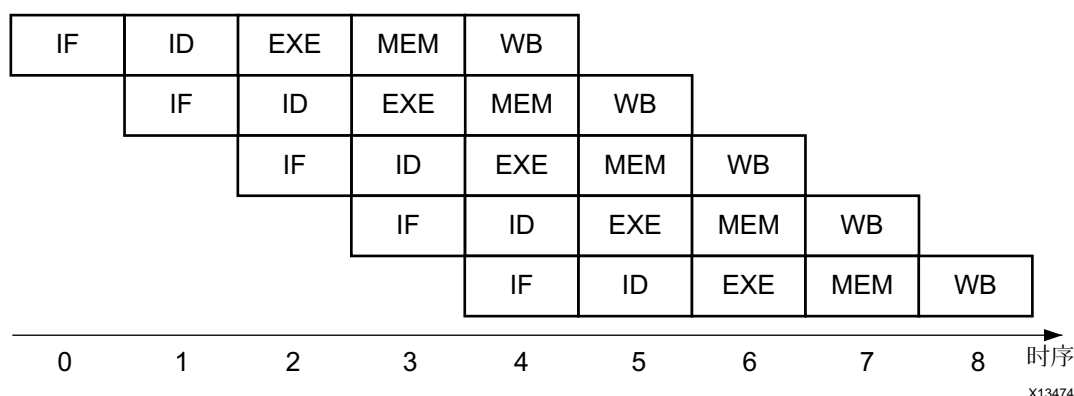 IF ID EXE MEM WB
IF ID EXE MEM WB
IF ID EXE MEM WB
IF ID EXE MEM WB
IF ID EXE MEM WB
0 1 2 3 4 5 6 7 8 时序
X13474